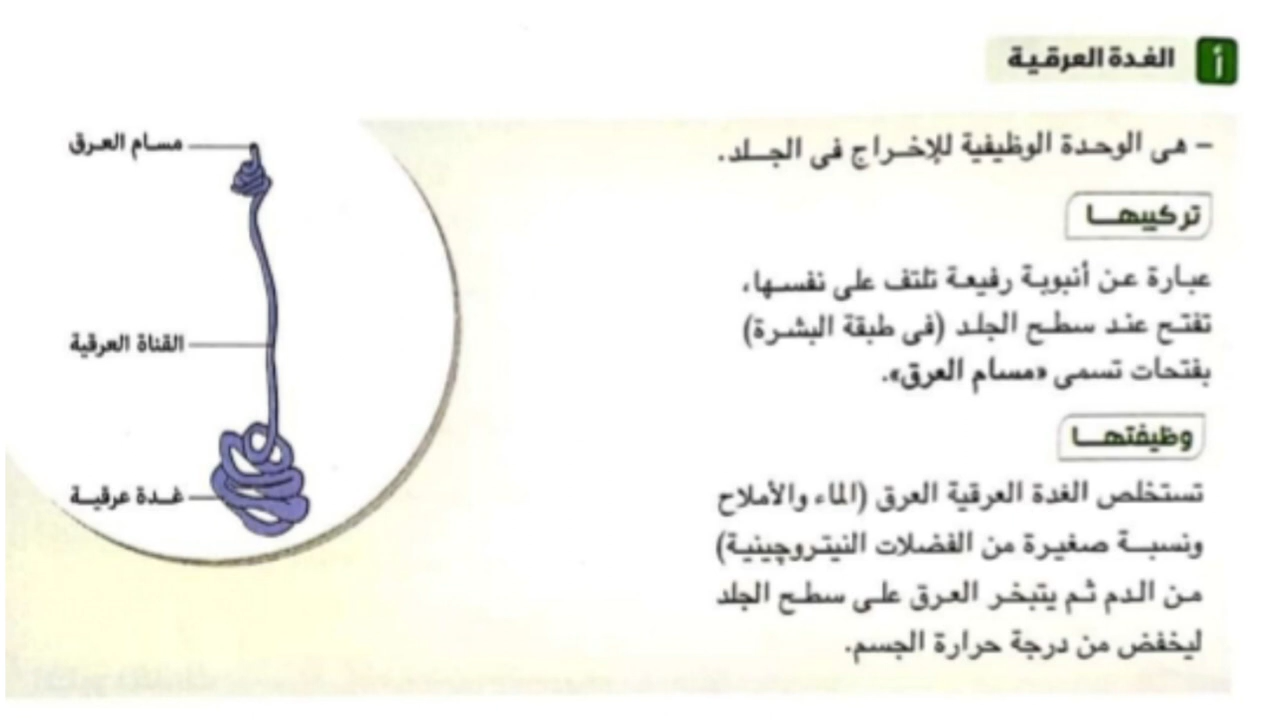 أ الغدة العرقية
– هى الوحدة الوظيفية للإخراج فى الجلد.
تركيبها
عبارة عن أنبوبة رفيعة تلتف على نفسها،
تفتح عند سطح الجلد (فى طبقة البشرة)
بفتحات تسمى «مسام العرق».
وظيفتها
تستخلص الغدة العرقية العرق (الماء والأملاح
ونسبة صغيرة من الفضلات النيتروچينية)
من الدم ثم يتبخر العرق على سطح الجلد
ليخفض من درجة حرارة الجسم.
مسام العرق
القناة العرقية
غدة عرقية